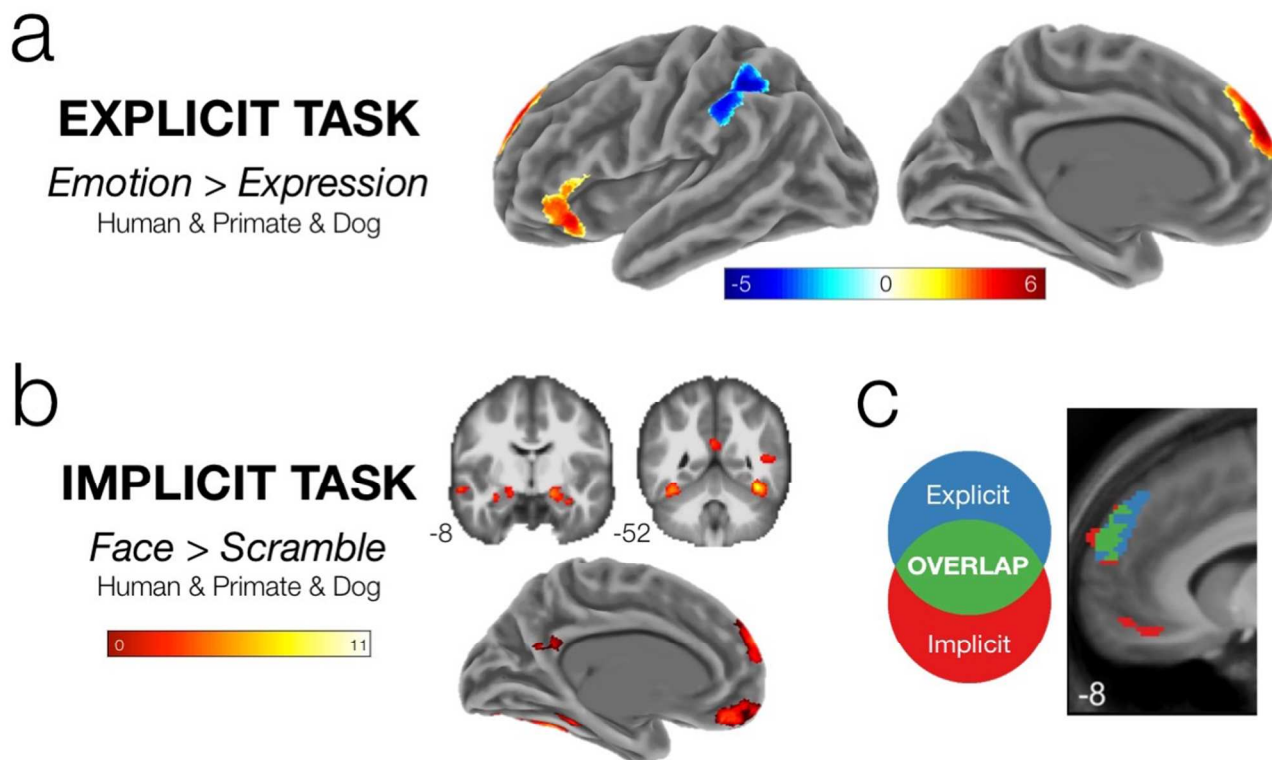 a
EXPLICIT TASK
Emotion > Expression
Human & Primate & Dog
-5 0 6
b
IMPLICIT TASK
Face > Scramble
Human & Primate & Dog
0 11
-8 -52
c
Explicit
OVERLAP
Implicit
-8